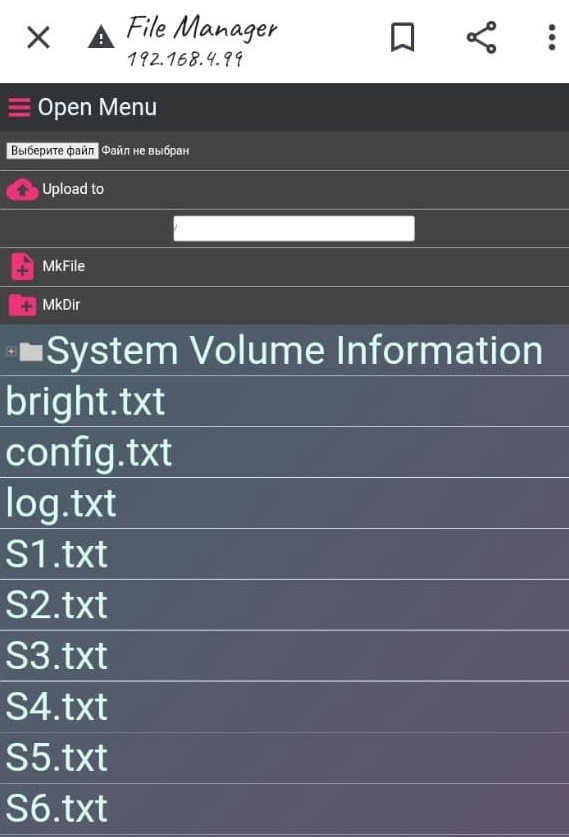 File Manager
192.168.4.99
Open Menu
Выберите файл Файл не выбран
Upload to
/
MkFile
MkDir
System Volume Information
bright.txt
config.txt
log.txt
S1.txt
S2.txt
S3.txt
S4.txt
S5.txt
S6.txt